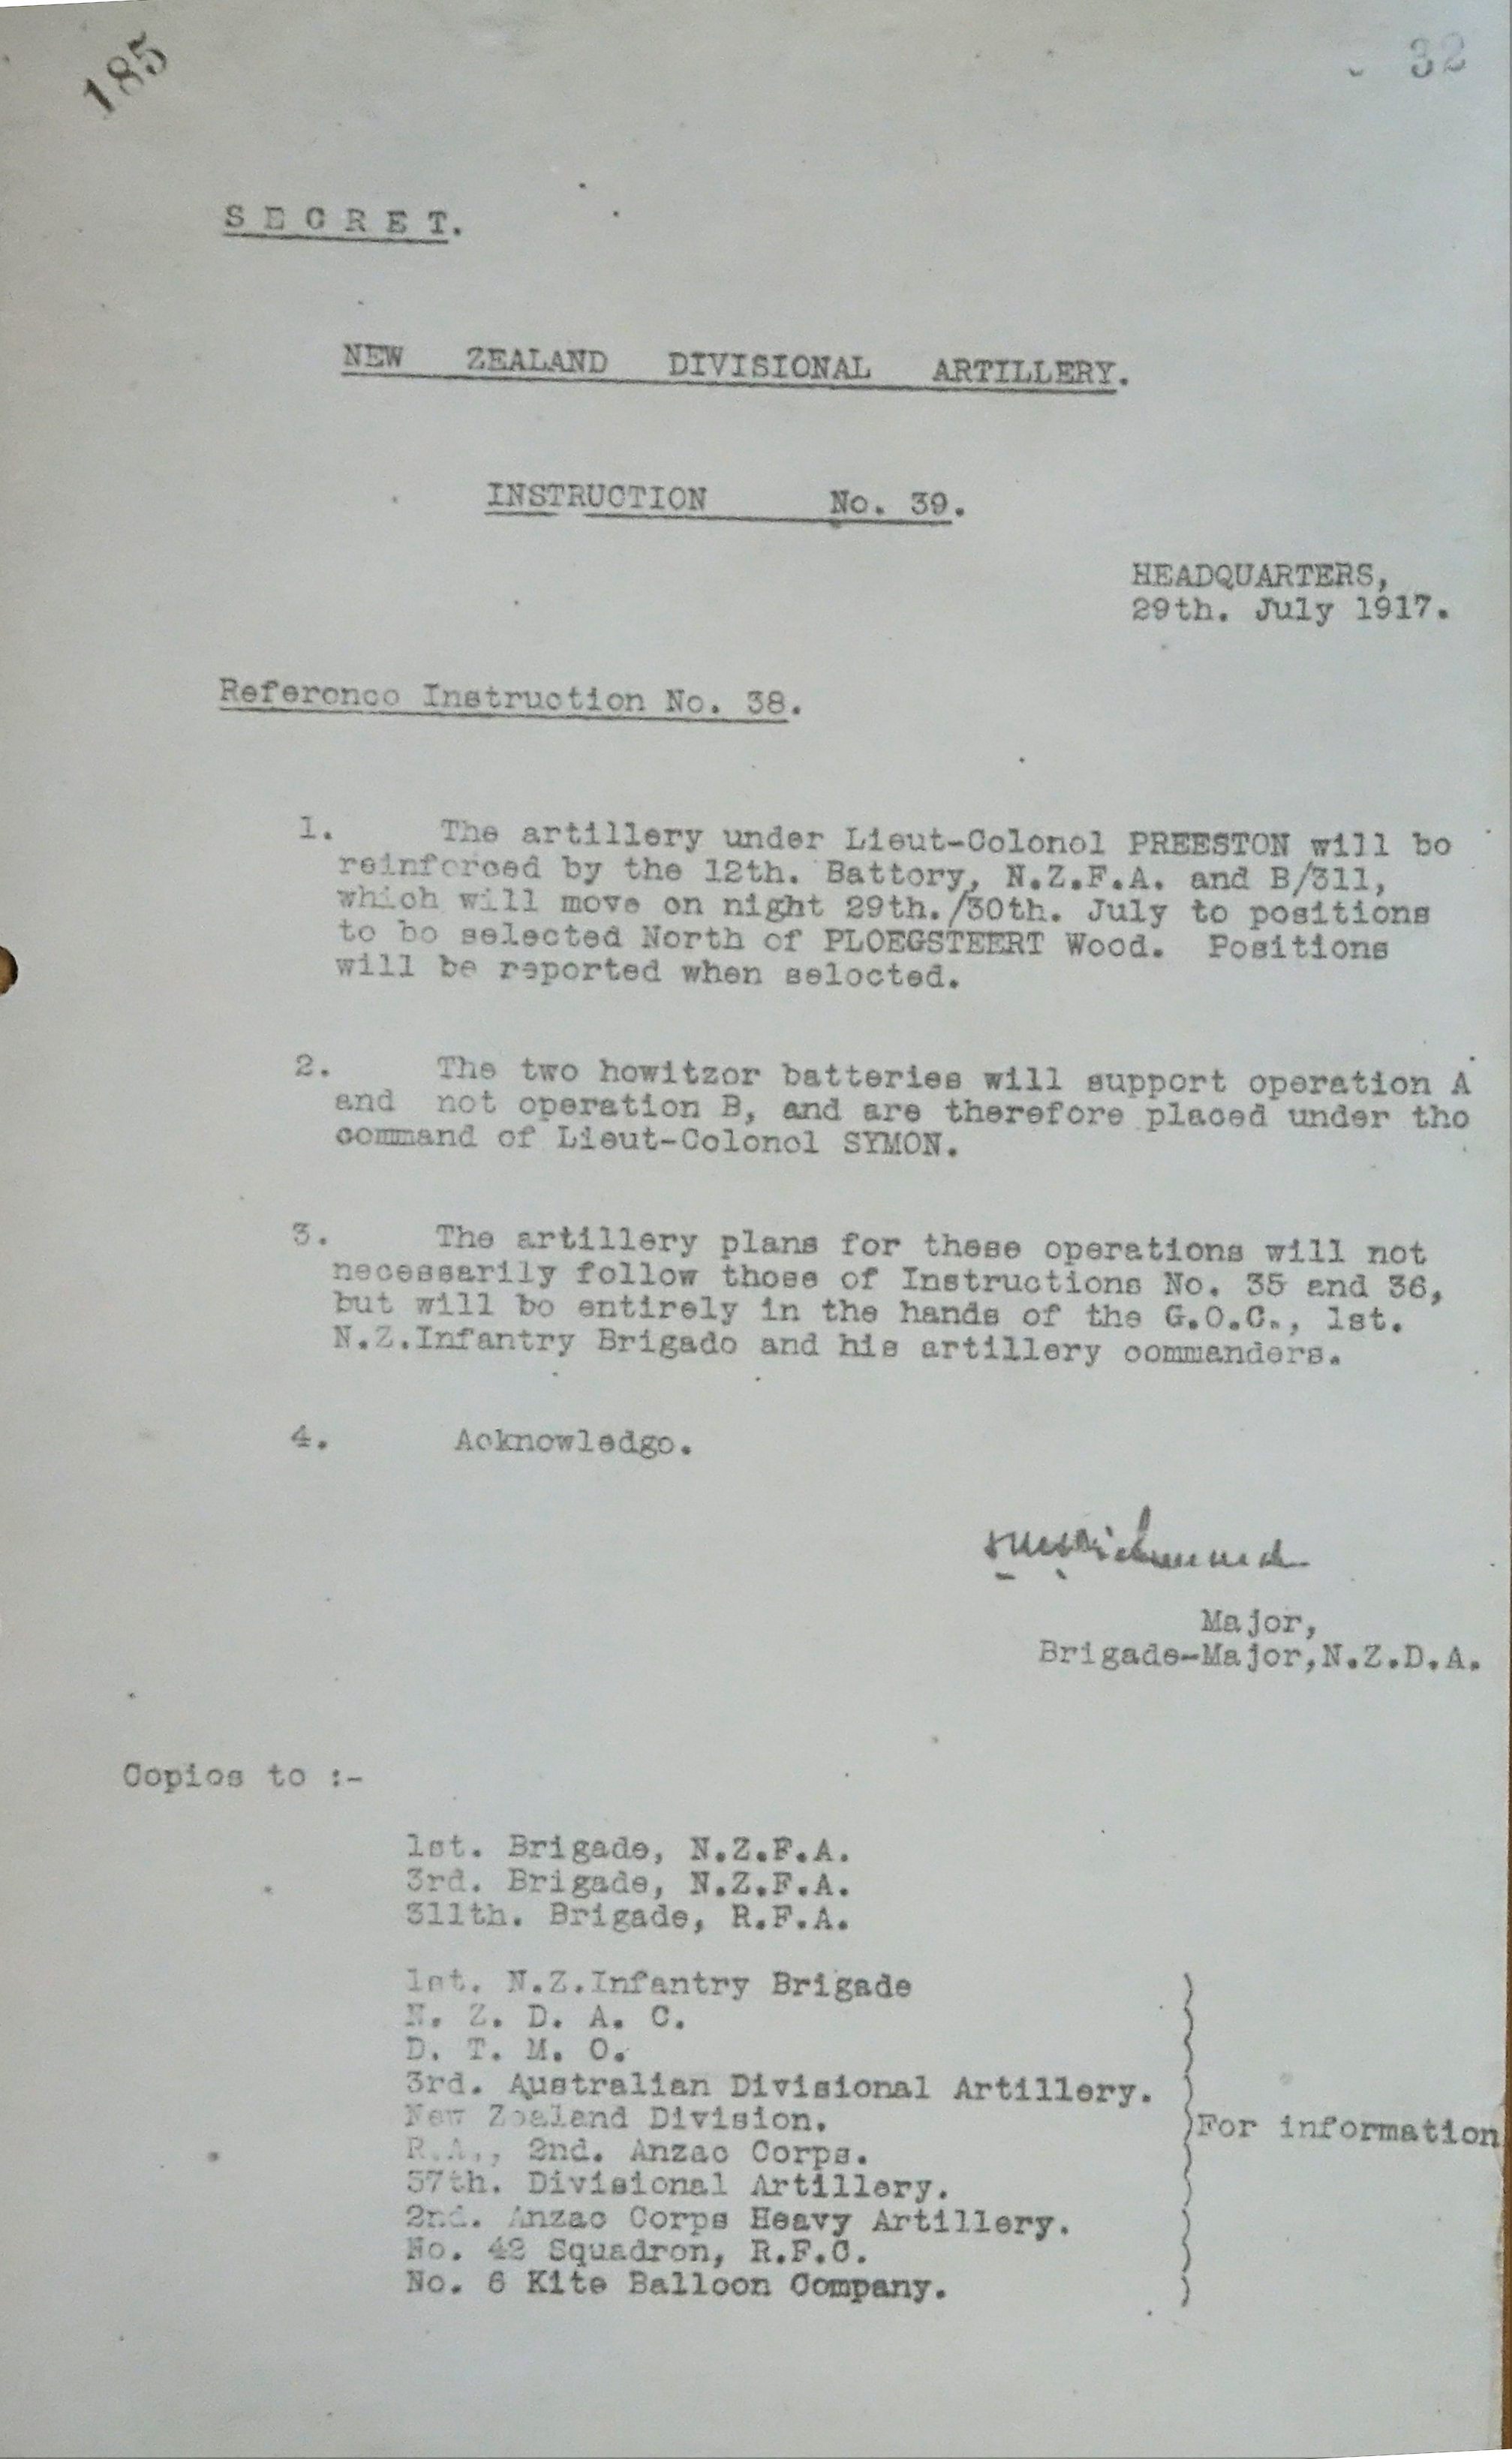 185
32
SECRET.
NEW ZEALAND DIVISIONAL ARTILLERY.
INSTRUCTION No. 39.
HEADQUARTERS,
29th. July 1917.
Reference Instruction No. 38.
1. The artillery under Lieut-Colonel PREESTON will be
reinforced by the 12th. Battery, N.Z.F.A. and B/311,
which will move on night 29th./30th. July to positions
to be selected North of PLOEGSTEERT Wood. Positions
will be reported when selected.
2. The two howitzer batteries will support operation A
and not operation B, and are therefore placed under the
command of Lieut-Colonel SYMON.
3. The artillery plans for these operations will not
necessarily follow those of Instructions No. 35 and 36,
but will be entirely in the hands of the G.O.C., 1st.
N.Z.Infantry Brigade and his artillery commanders.
4. Acknowledge.
Major,
Brigade-Major,N.Z.D.A.
Copies to :-
1st. Brigade, N.Z.F.A.
3rd. Brigade, N.Z.F.A.
311th. Brigade, R.F.A.
1st. N.Z.Infantry Brigade
N. Z. D. A. C.
D. T. M. O.
3rd. Australian Divisional Artillery.
New Zealand Division.
R.A., 2nd. Anzac Corps.
57th. Divisional Artillery.
2nd. Anzac Corps Heavy Artillery.
No. 42 Squadron, R.F.C.
No. 6 Kite Balloon Company.
For information